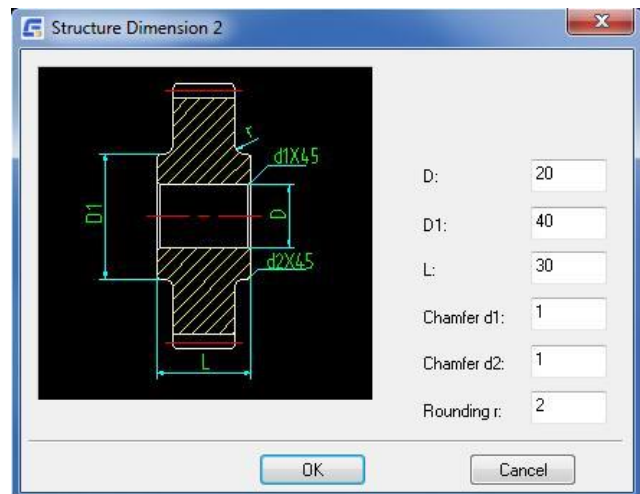 Structure Dimension 2
r
d1X45
D1
D
d2X45
L
D:
20
D1:
40
L:
30
Chamfer d1:
1
Chamfer d2:
1
Rounding r:
2
OK
Cancel